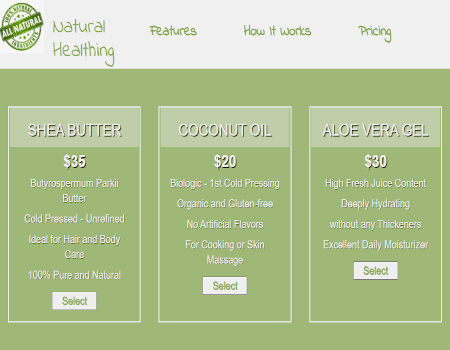 ALL NATURAL
Natural
Healthing
Features
How It Works
Pricing
SHEA BUTTER
$35
Butyrospermum Parkii
Butter
Cold Pressed - Unrefined
Ideal for Hair and Body
Care
100% Pure and Natural
Select
COCONUT OIL
$20
Biologic - 1st Cold Pressing
Organic and Gluten-free
No Artificial Flavors
For Cooking or Skin
Massage
Select
ALOE VERA GEL
$30
High Fresh Juice Content
Deeply Hydrating
without any Thickeners
Excellent Daily Moisturizer
Select